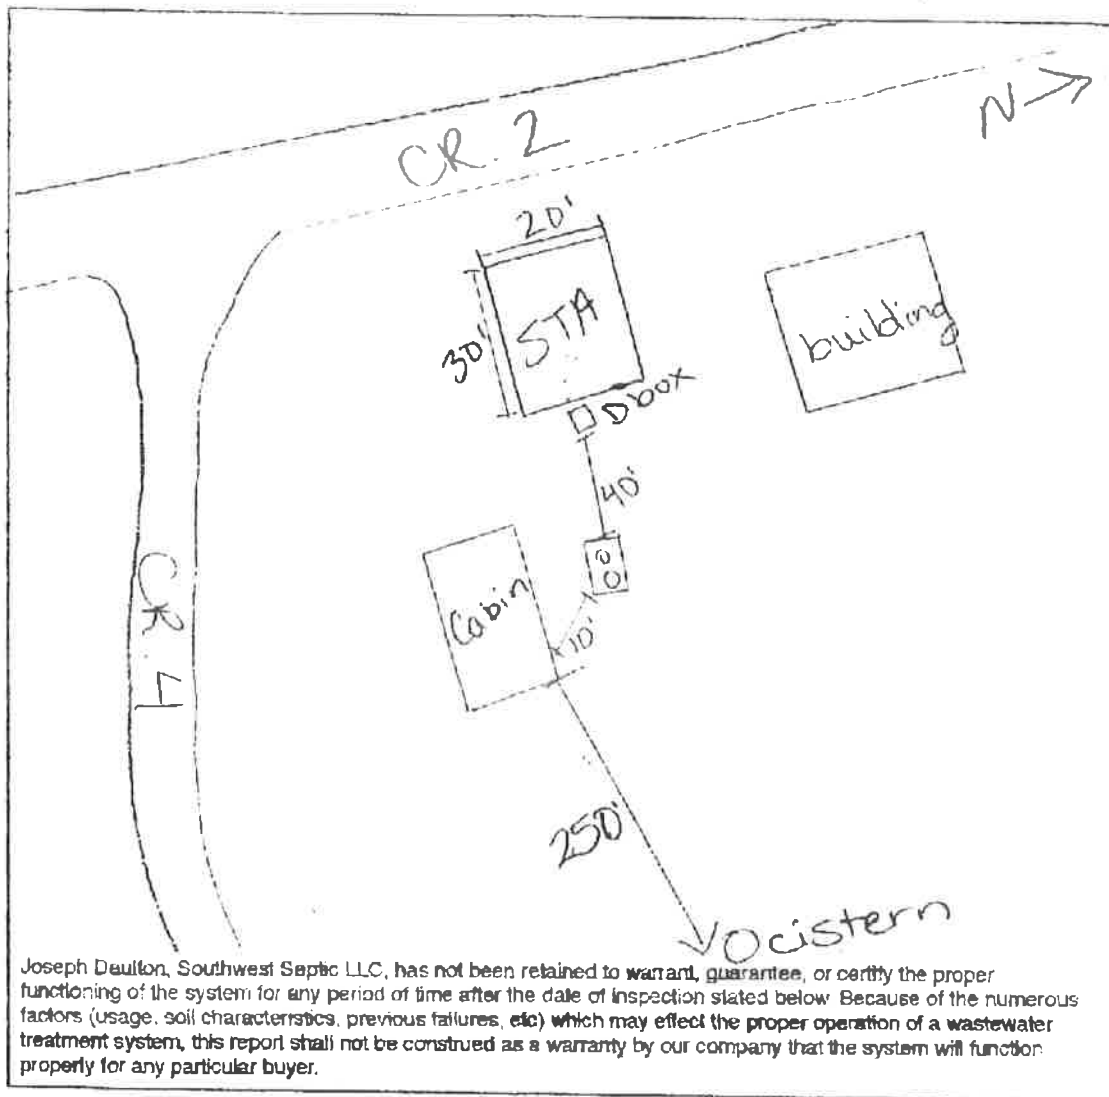 CR. 2
N
20'
30'
STA
building
Dbox
40'
Cabin
10'
CR. 4
250'
cistern
Joseph Daulton, Southwest Septic LLC, has not been retained to warrant, guarantee, or certify the proper
functioning of the system for any period of time after the date of inspection stated below Because of the numerous
factors (usage, soil characteristics, previous failures, etc) which may effect the proper operation of a wastewater
treatment system, this report shall not be construed as a warranty by our company that the system will function
properly for any particular buyer.